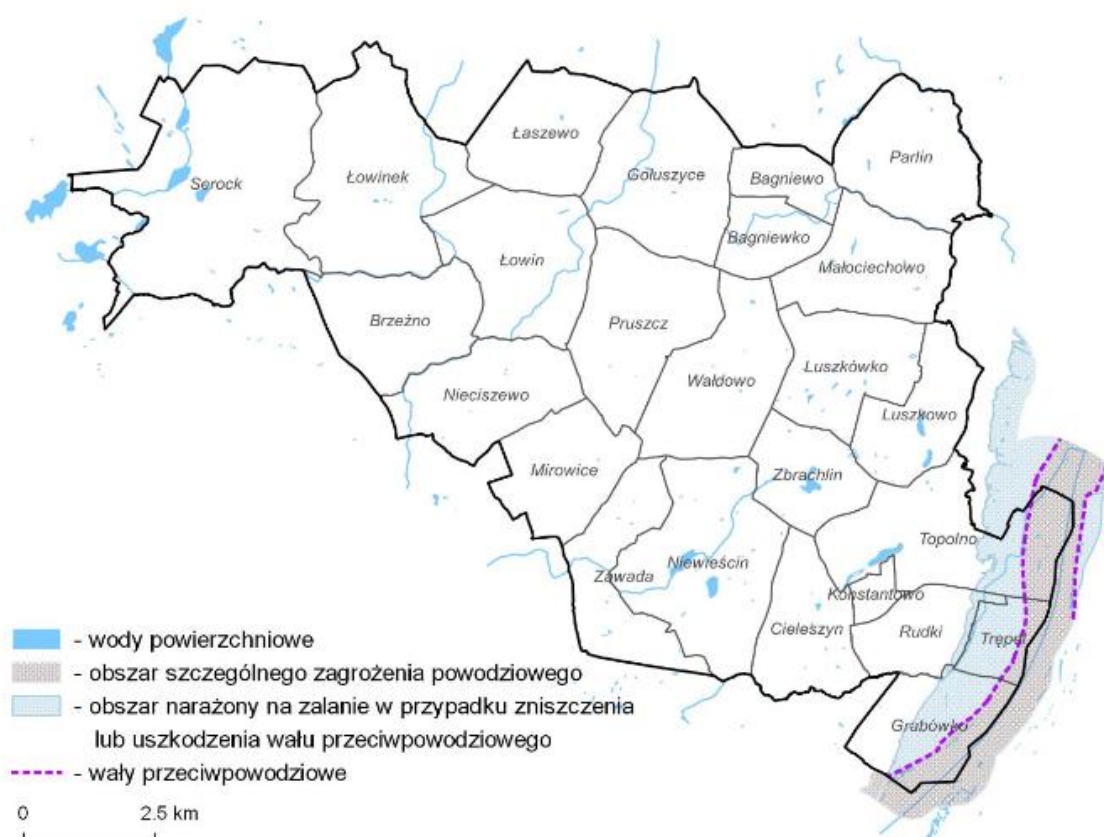 Łaszewo
Parlin
Serock
Łowinek
Gołuszyce
Bagniewo
Bagniewko
Łowin
Małociechowo
Brzeźno
Pruszcz
Luszkówko
Wałdowo
Nieciszewo
Luszkowo
Mirowice
Zbrachlin
Topolno
Niewieścin
Zawada
Konstantowo
Cieleszyn
Rudki
Trępel
Grabówko
- wody powierzchniowe
- obszar szczególnego zagrożenia powodziowego
- obszar narażony na zalanie w przypadku zniszczenia
lub uszkodzenia wału przeciwpowodziowego
- wały przeciwpowodziowe
0 2.5 km